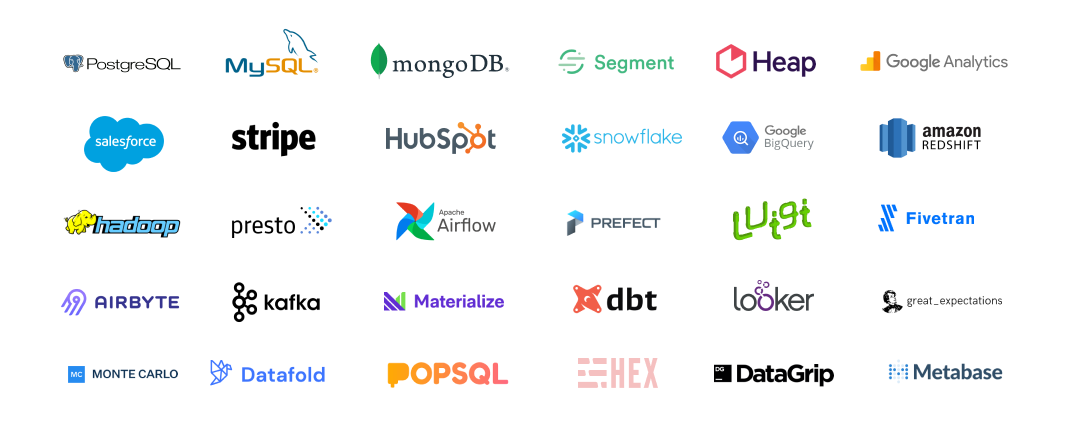 PostgreSQL
MySQL®
mongoDB®
Segment
Heap
Google Analytics
salesforce
stripe
HubSpot
snowflake
Google
BigQuery
amazon
REDSHIFT
hadoop
presto
Apache
Airflow
PREFECT
Luigi
Fivetran
AIRBYTE
kafka
Materialize
dbt
looker
great_expectations
MC MONTE CARLO
Datafold
POPSQL
HEX
DG DataGrip
Metabase